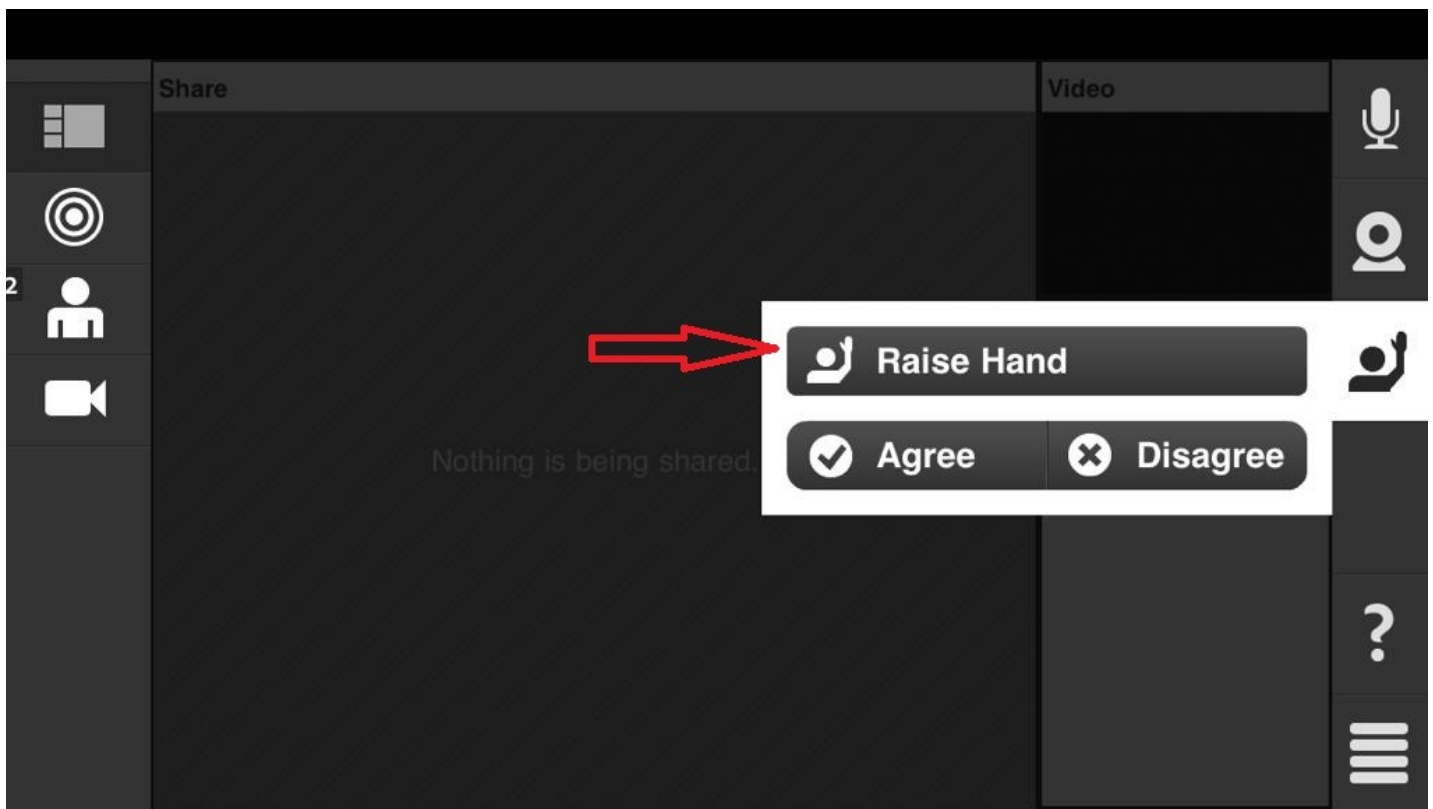 Share
Video
2
Raise Hand
Nothing is being shared.
Agree
Disagree
?